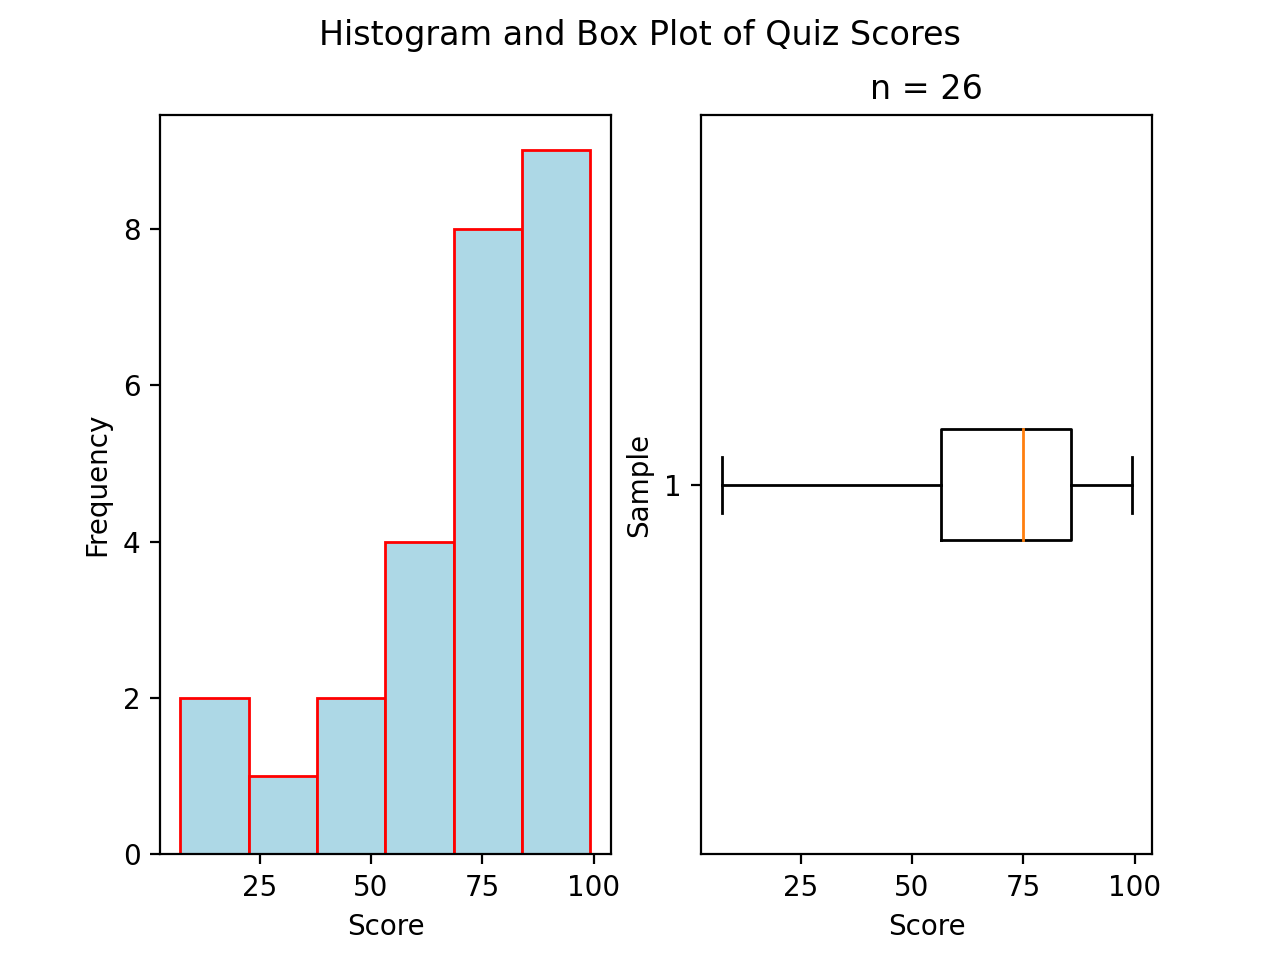 Histogram and Box Plot of Quiz Scores
Frequency
8
6
4
2
0
25 50 75 100
Score
n = 26
Sample
1
25 50 75 100
Score